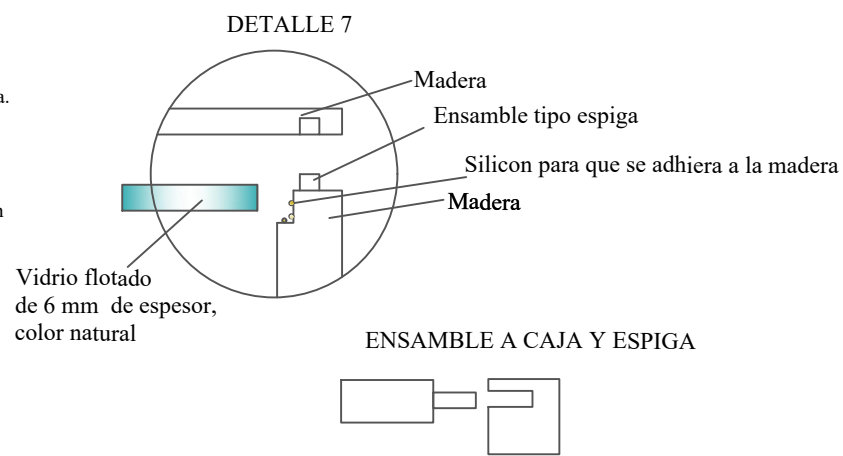 DETALLE 7
Madera
a.
Ensamble tipo espiga
Silicon para que se adhiera a la madera
Madera
n
Vidrio flotado
de 6 mm de espesor,
color natural
ENSAMBLE A CAJA Y ESPIGA